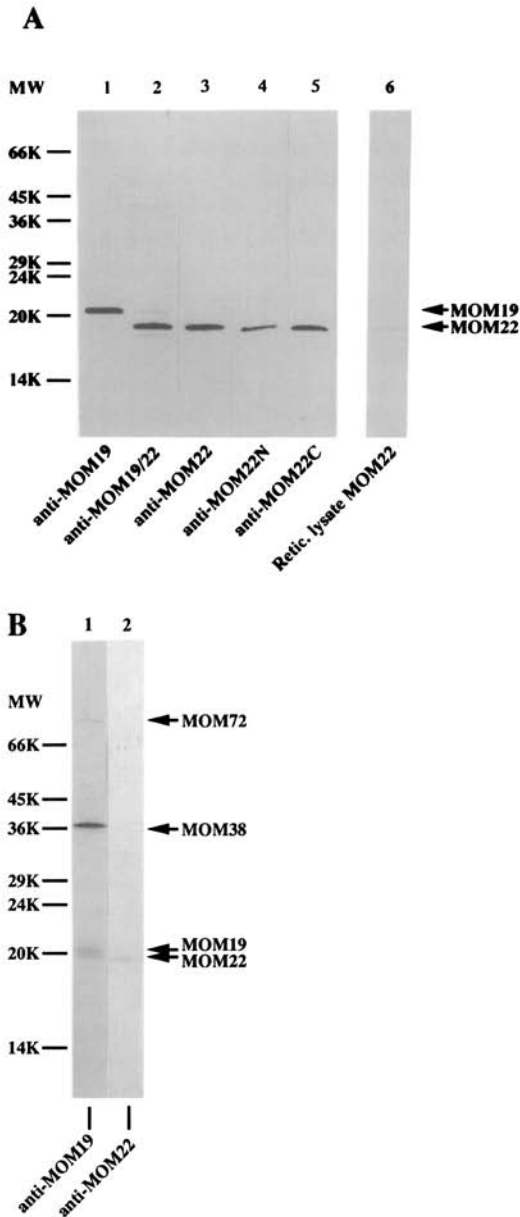 A
MW 1 2 3 4 5 6
66K
45K
36K
29K
24K
20K
14K
MOM19
MOM22
anti-MOM19
anti-MOM19/22
anti-MOM22
anti-MOM22N
anti-MOM22C
Retic. lysate MOM22
B
1 2
MW
MOM72
66K
45K
36K
MOM38
29K
24K
20K
MOM19
MOM22
14K
anti-MOM19
anti-MOM22